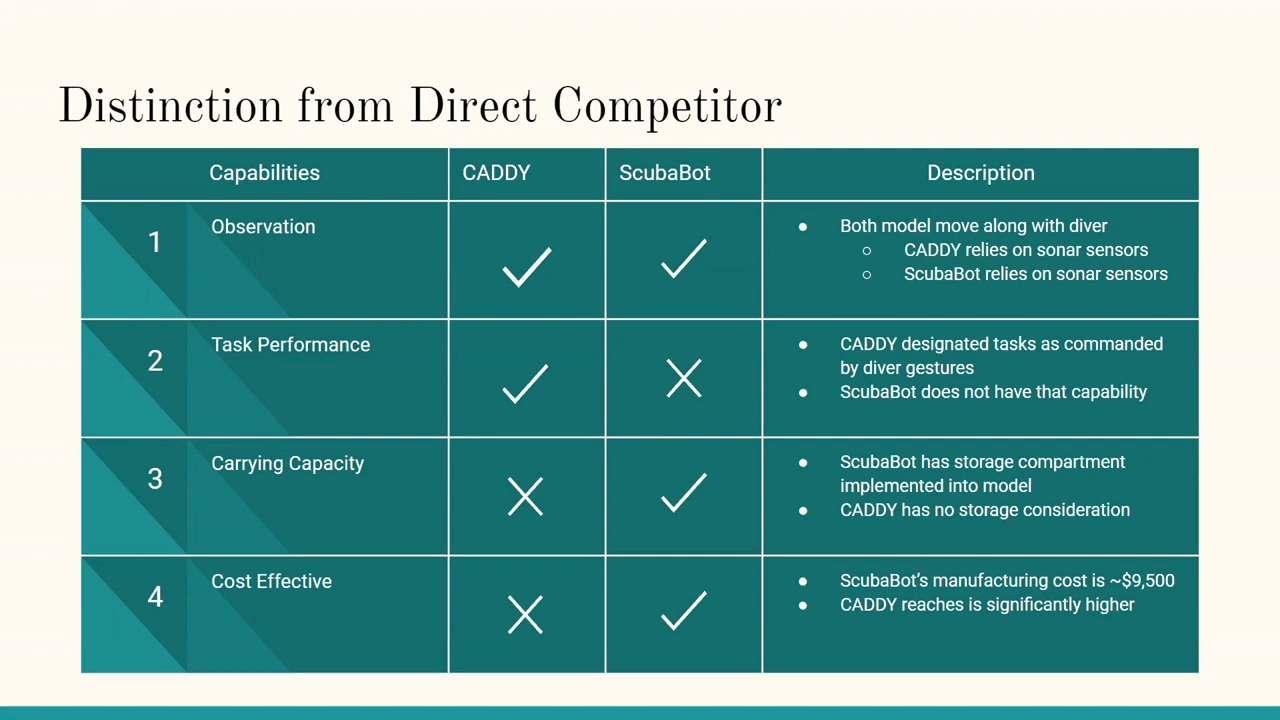 Distinction from Direct Competitor
Capabilities CADDY ScubaBot Description
1 Observation
● Both model move along with diver
○ CADDY relies on sonar sensors
○ ScubaBot relies on sonar sensors
2 Task Performance
● CADDY designated tasks as commanded
by diver gestures
● ScubaBot does not have that capability
3 Carrying Capacity
● ScubaBot has storage compartment
implemented into model
● CADDY has no storage consideration
4 Cost Effective
● ScubaBot’s manufacturing cost is ~$9,500
● CADDY reaches is significantly higher